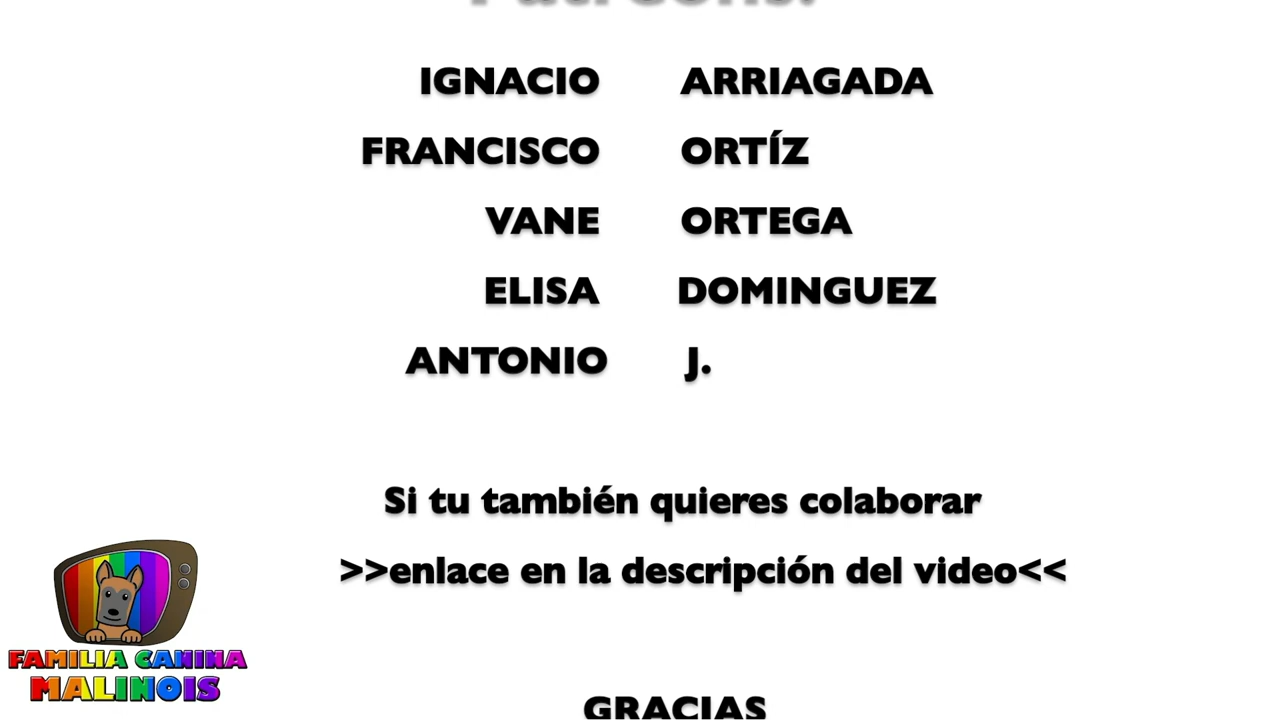 Patreons:
IGNACIO ARRIAGADA
FRANCISCO ORTÍZ
VANE ORTEGA
ELISA DOMINGUEZ
ANTONIO J.
Si tu también quieres colaborar
>>enlace en la descripción del video<<
FAMILIA CANINA
MALINOIS
GRACIAS